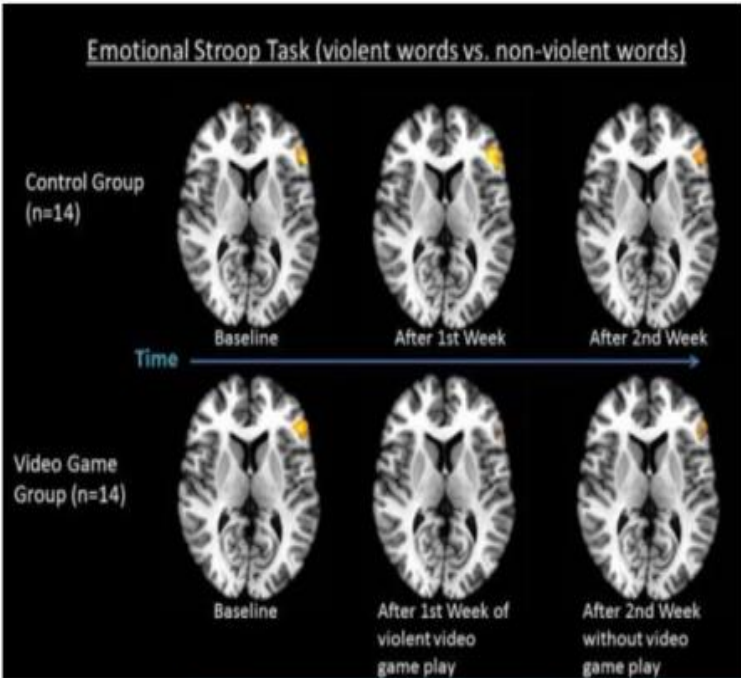 Emotional Stroop Task (violent words vs. non-violent words)
Control Group
(n=14)
Baseline
After 1st Week
After 2nd Week
Time
Video Game
Group (n=14)
Baseline
After 1st Week of
violent video
game play
After 2nd Week
without video
game play